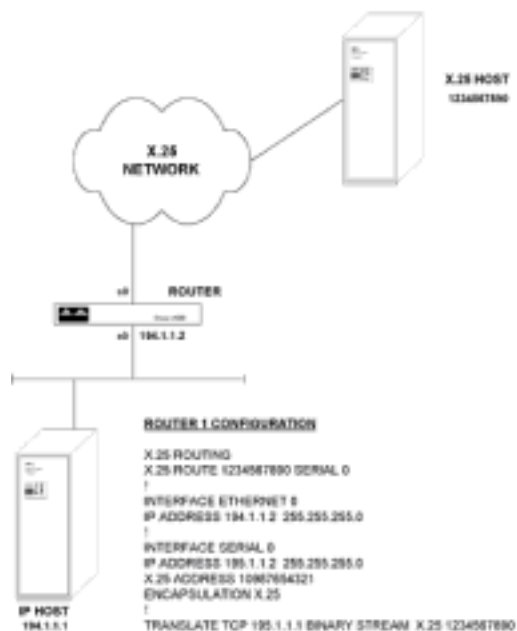 X.25 HOST
1234567890
X.25
NETWORK
s0 ROUTER
e0 194.1.1.2
ROUTER 1 CONFIGURATION
X.25 ROUTING
X.25 ROUTE 1234567890 SERIAL 0
!
INTERFACE ETHERNET 0
IP ADDRESS 194.1.1.2 255.255.255.0
!
INTERFACE SERIAL 0
IP ADDRESS 195.1.1.2 255.255.255.0
X.25 ADDRESS 10987654321
ENCAPSULATION X.25
!
TRANSLATE TCP 195.1.1.1 BINARY STREAM X.25 1234567890
IP HOST
194.1.1.1